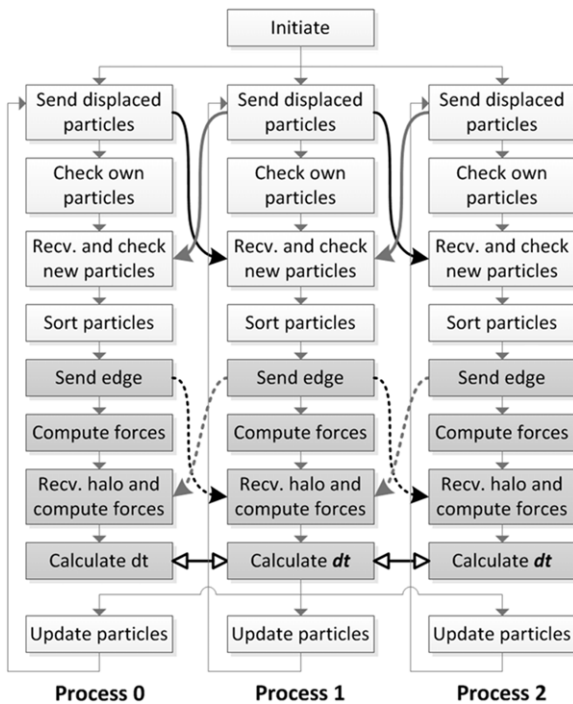 Initiate
Send displaced
particles
Send displaced
particles
Send displaced
particles
Check own
particles
Check own
particles
Check own
particles
Recv. and check
new particles
Recv. and check
new particles
Recv. and check
new particles
Sort particles
Sort particles
Sort particles
Send edge
Send edge
Send edge
Compute forces
Compute forces
Compute forces
Recv. halo and
compute forces
Recv. halo and
compute forces
Recv. halo and
compute forces
Calculate dt
Calculate dt
Calculate dt
Update particles
Update particles
Update particles
Process 0
Process 1
Process 2